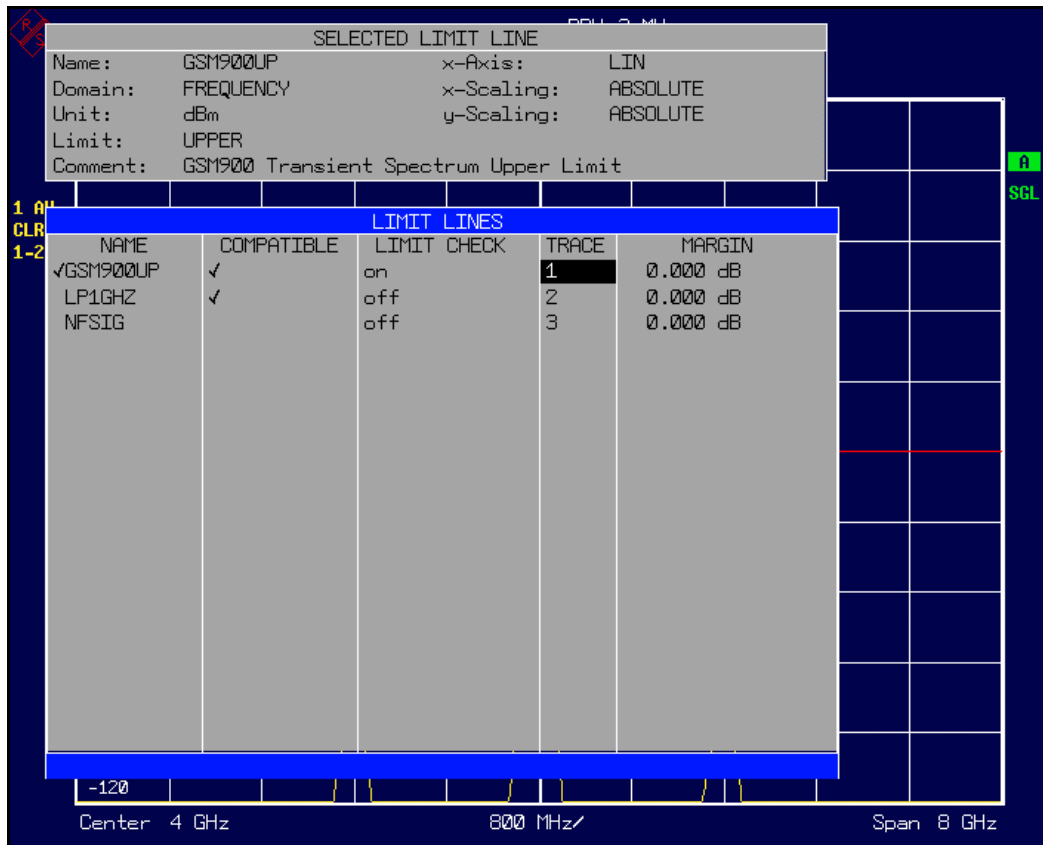 R
S
SELECTED LIMIT LINE
Name: GSM900UP x-Axis: LIN
Domain: FREQUENCY x-Scaling: ABSOLUTE
Unit: dBm y-Scaling: ABSOLUTE
Limit: UPPER
Comment: GSM900 Transient Spectrum Upper Limit
A
SGL
1
CLR
1-2
LIMIT LINES
NAME COMPATIBLE LIMIT CHECK TRACE MARGIN
✓GSM900UP ✓ on 1 0.000 dB
LP1GHZ ✓ off 2 0.000 dB
NFSIG off 3 0.000 dB
-120
Center 4 GHz 800 MHz/ Span 8 GHz